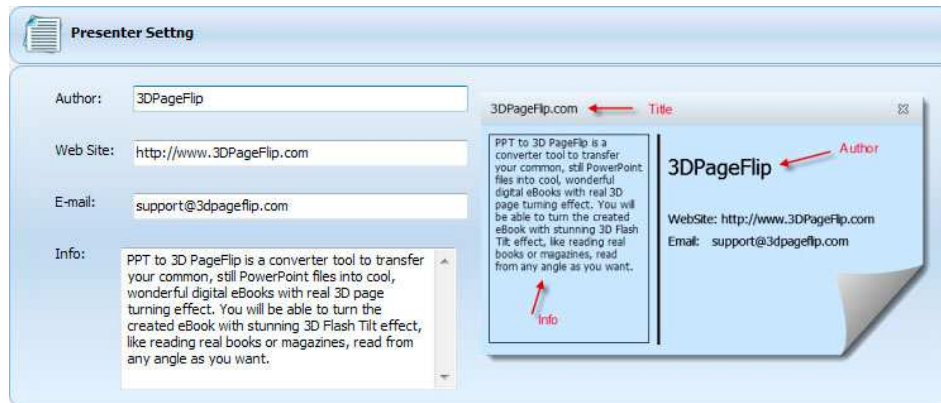 Presenter Settng
Author:
3DPageFlip
Web Site:
http://www.3DPageFlip.com
E-mail:
support@3dpageflip.com
Info:
PPT to 3D PageFlip is a converter tool to transfer
your common, still PowerPoint files into cool,
wonderful digital eBooks with real 3D page
turning effect. You will be able to turn the
created eBook with stunning 3D Flash Tilt effect,
like reading real books or magazines, read from
any angle as you want.
3DPageFlip.com
Title
PPT to 3D PageFlip is a
converter tool to transfer
your common, still PowerPoint
files into cool, wonderful
digital eBooks with real 3D
page turning effect. You will
be able to turn the created
eBook with stunning 3D Flash
Tilt effect, like reading real
books or magazines, read
from any angle as you want.
Info
Author
3DPageFlip
WebSite: http://www.3DPageFlip.com
Email: support@3dpageflip.com